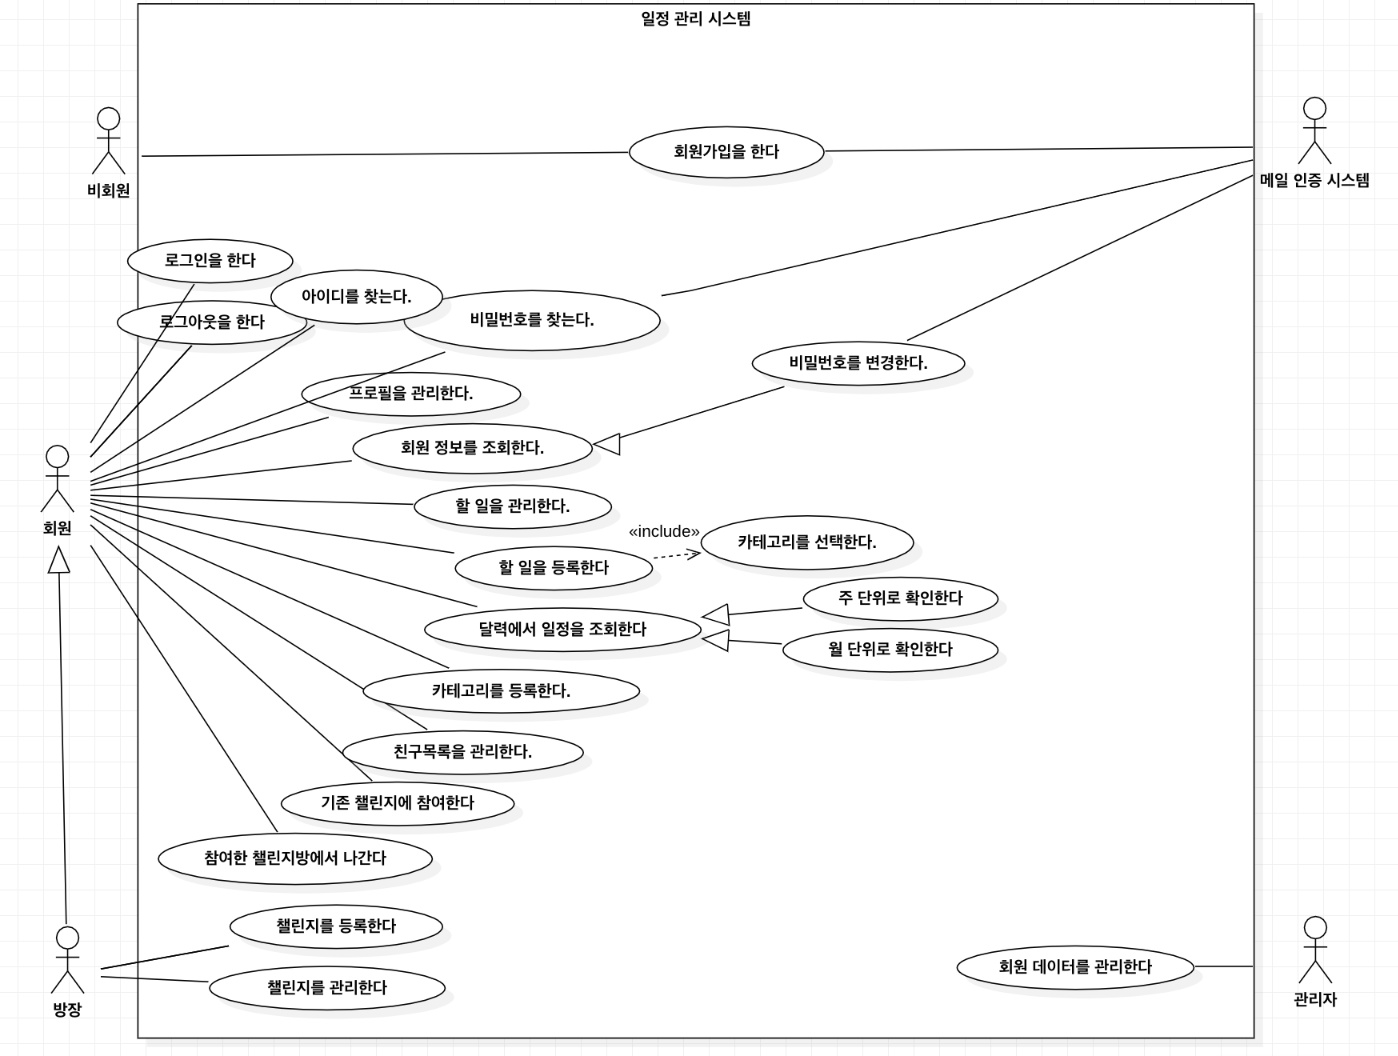 일정 관리 시스템
비회원
회원가입을 한다
메일 인증 시스템
로그인을 한다
아이디를 찾는다.
로그아웃을 한다
비밀번호를 찾는다.
비밀번호를 변경한다.
프로필을 관리한다.
회원 정보를 조회한다.
할 일을 관리한다.
회원
«include»
카테고리를 선택한다.
할 일을 등록한다
주 단위로 확인한다
달력에서 일정을 조회한다
월 단위로 확인한다
카테고리를 등록한다.
친구목록을 관리한다.
기존 챌린지에 참여한다
참여한 챌린지방에서 나간다
챌린지를 등록한다
회원 데이터를 관리한다
챌린지를 관리한다
관리자
방장